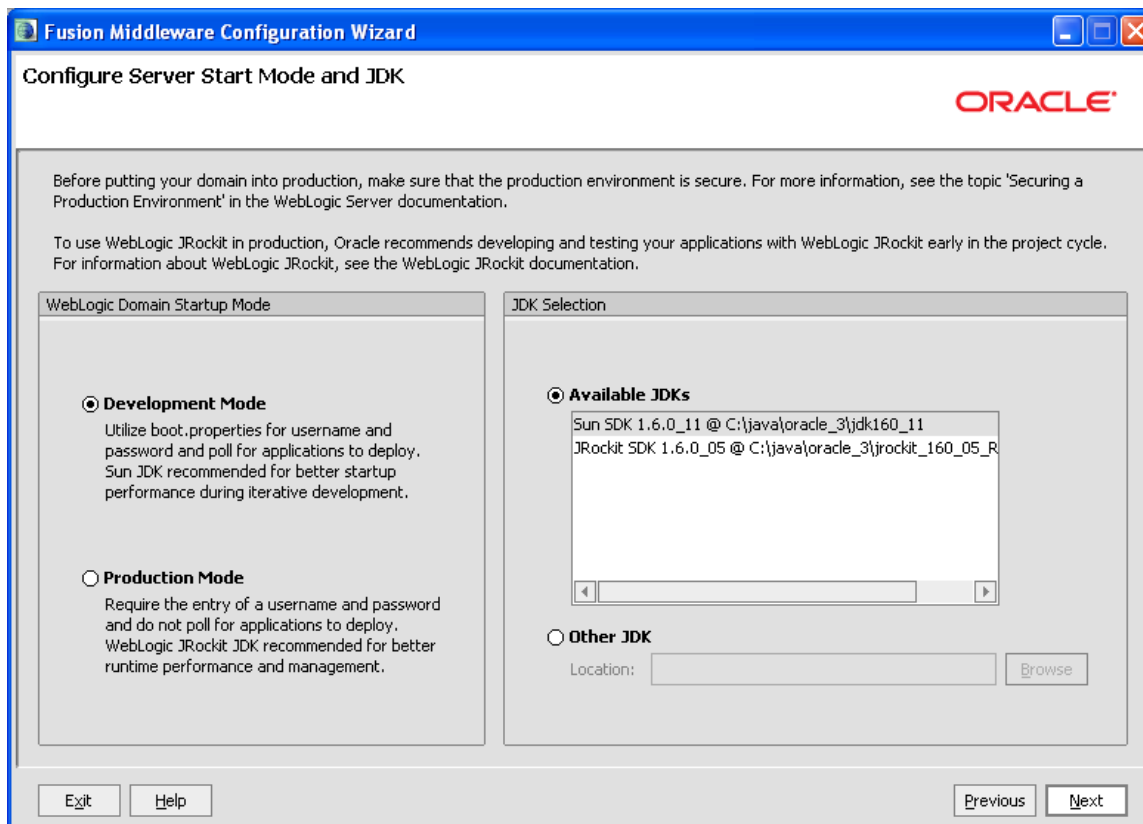 Fusion Middleware Configuration Wizard
Configure Server Start Mode and JDK
ORACLE
Before putting your domain into production, make sure that the production environment is secure. For more information, see the topic 'Securing a
Production Environment' in the WebLogic Server documentation.
To use WebLogic JRockit in production, Oracle recommends developing and testing your applications with WebLogic JRockit early in the project cycle.
For information about WebLogic JRockit, see the WebLogic JRockit documentation.
WebLogic Domain Startup Mode
Development Mode
Utilize boot.properties for username and
password and poll for applications to deploy.
Sun JDK recommended for better startup
performance during iterative development.
Production Mode
Require the entry of a username and password
and do not poll for applications to deploy.
WebLogic JRockit JDK recommended for better
runtime performance and management.
JDK Selection
Available JDKs
Sun SDK 1.6.0_11 @ C:\java\oracle_3\jdk160_11
JRockit SDK 1.6.0_05 @ C:\java\oracle_3\jrockit_160_05_R
Other JDK
Location:
Browse
Exit
Help
Previous
Next